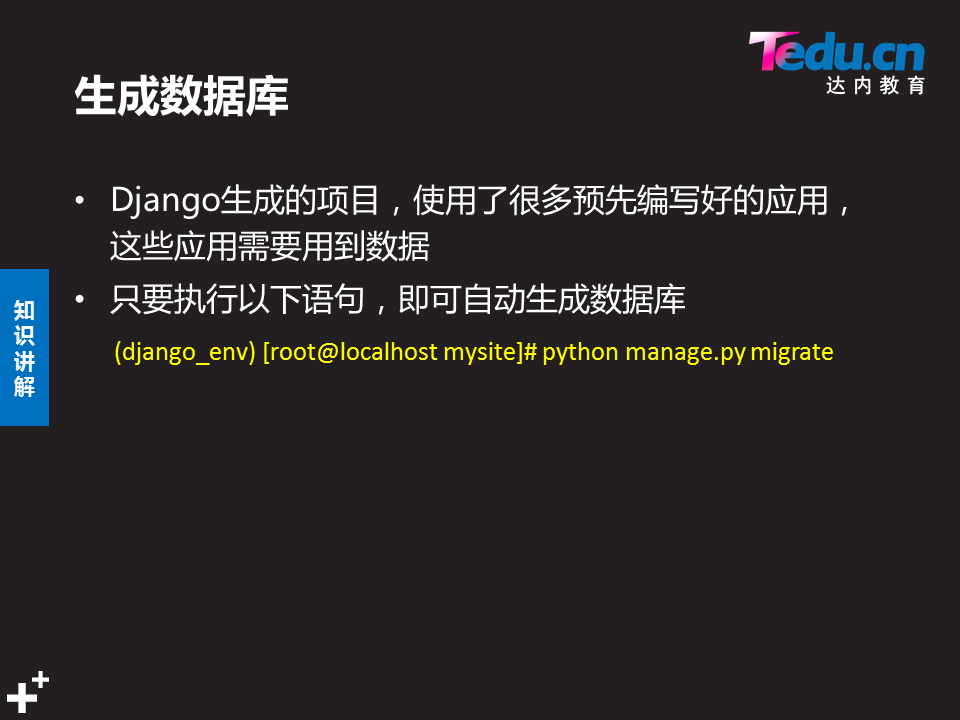 Tedu.cn
达内教育
生成数据库
• Django生成的项目，使用了很多预先编写好的应用，
这些应用需要用到数据
• 只要执行以下语句，即可自动生成数据库
(django_env) [root@localhost mysite]# python manage.py migrate
知识讲解